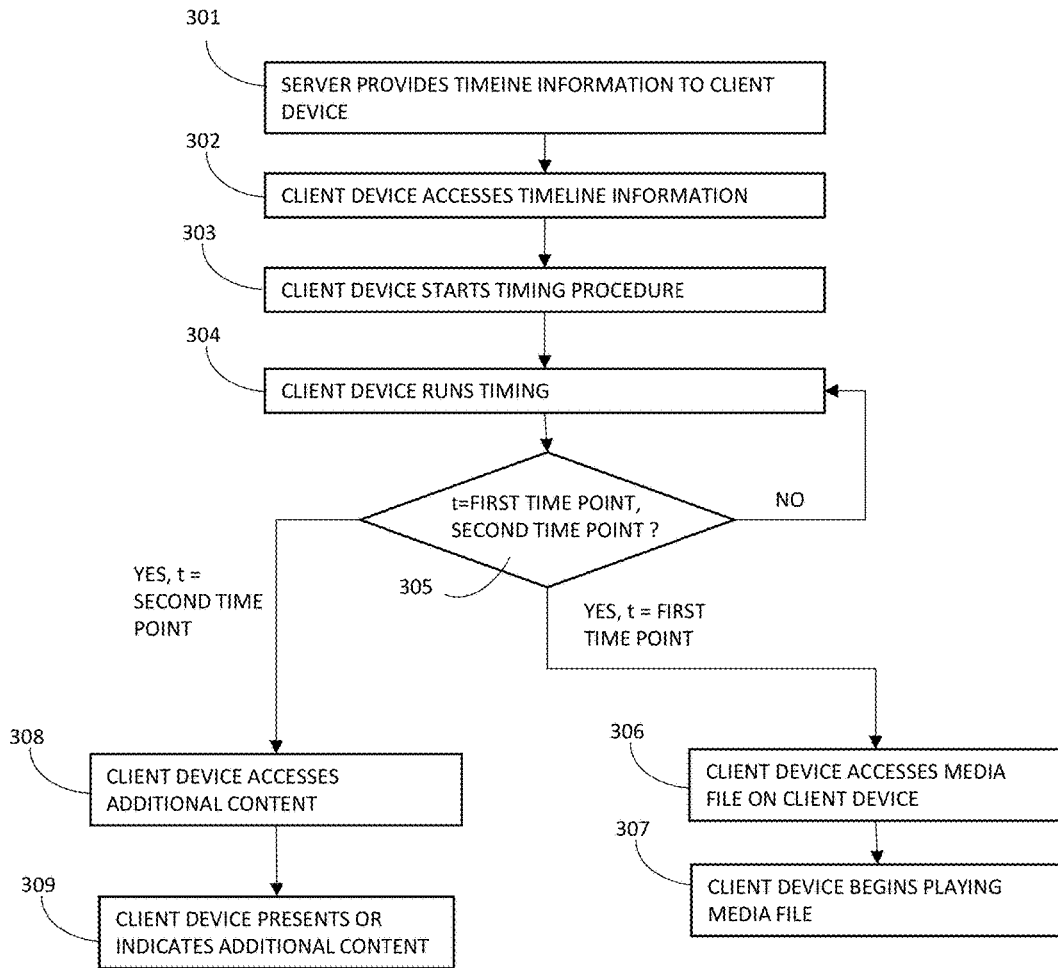 301
SERVER PROVIDES TIMEINE INFORMATION TO CLIENT
DEVICE
302
CLIENT DEVICE ACCESSES TIMELINE INFORMATION
303
CLIENT DEVICE STARTS TIMING PROCEDURE
304
CLIENT DEVICE RUNS TIMING
t=FIRST TIME POINT,
SECOND TIME POINT ?
NO
305
YES, t =
SECOND TIME
POINT
YES, t = FIRST
TIME POINT
308
CLIENT DEVICE ACCESSES
ADDITIONAL CONTENT
306
CLIENT DEVICE ACCESSES MEDIA
FILE ON CLIENT DEVICE
309
CLIENT DEVICE PRESENTS OR
INDICATES ADDITIONAL CONTENT
307
CLIENT DEVICE BEGINS PLAYING
MEDIA FILE